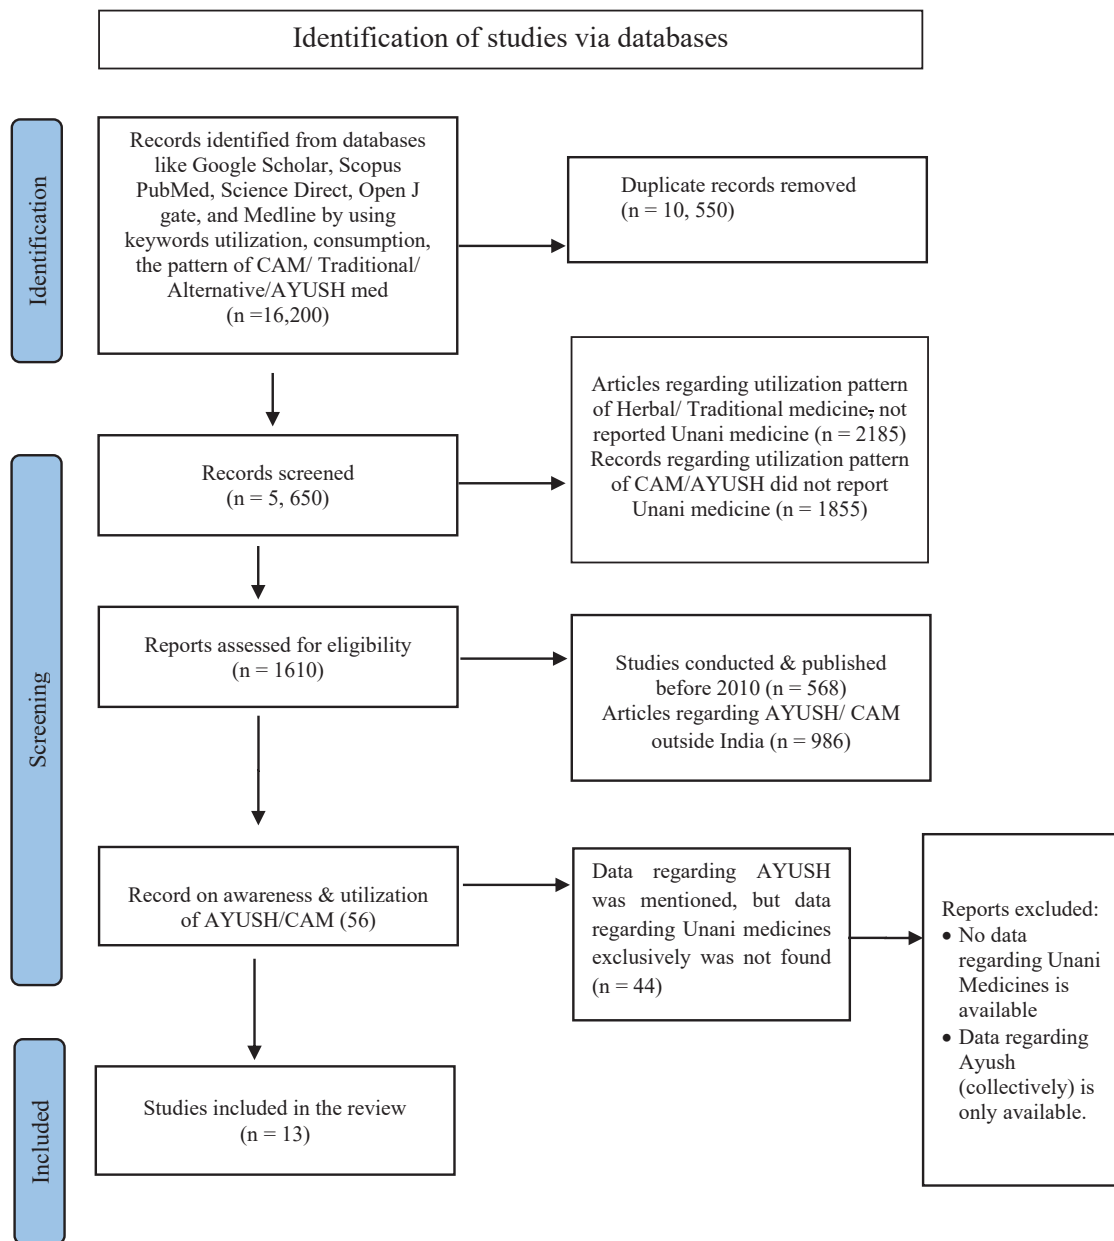 Identification of studies via databases
Identification
Records identified from databases
like Google Scholar, Scopus
PubMed, Science Direct, Open J
gate, and Medline by using
keywords utilization, consumption,
the pattern of CAM/ Traditional/
Alternative/AYUSH med
(n =16,200)
Duplicate records removed
(n = 10, 550)
Screening
Records screened
(n = 5, 650)
Articles regarding utilization pattern
of Herbal/ Traditional medicine, not
reported Unani medicine (n = 2185)
Records regarding utilization pattern
of CAM/AYUSH did not report
Unani medicine (n = 1855)
Reports assessed for eligibility
(n = 1610)
Studies conducted & published
before 2010 (n = 568)
Articles regarding AYUSH/ CAM
outside India (n = 986)
Record on awareness & utilization
of AYUSH/CAM (56)
Data regarding AYUSH
was mentioned, but data
regarding Unani medicines
exclusively was not found
(n = 44)
Reports excluded:
• No data
regarding Unani
Medicines is
available
• Data regarding
Ayush
(collectively) is
only available.
Included
Studies included in the review
(n = 13)